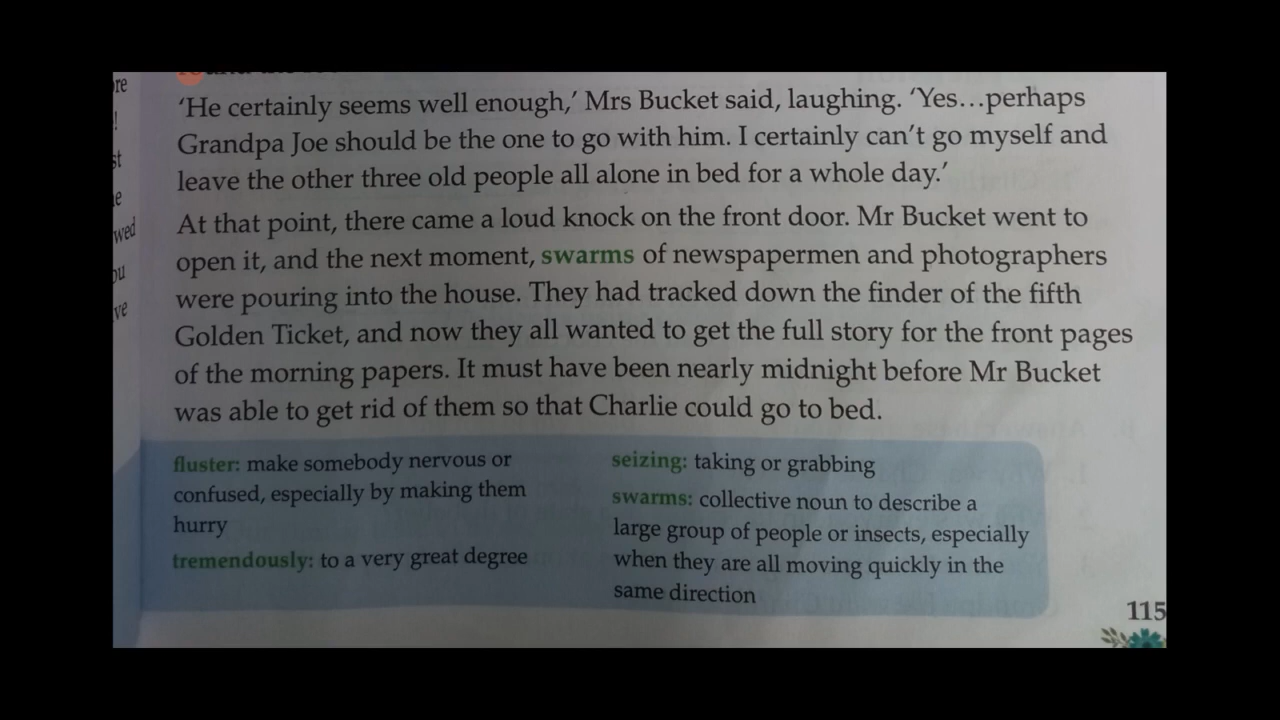 re
!
st
e
wed
ou
ve
‘He certainly seems well enough,’ Mrs Bucket said, laughing. ‘Yes…perhaps
Grandpa Joe should be the one to go with him. I certainly can’t go myself and
leave the other three old people all alone in bed for a whole day.’
At that point, there came a loud knock on the front door. Mr Bucket went to
open it, and the next moment, swarms of newspapermen and photographers
were pouring into the house. They had tracked down the finder of the fifth
Golden Ticket, and now they all wanted to get the full story for the front pages
of the morning papers. It must have been nearly midnight before Mr Bucket
was able to get rid of them so that Charlie could go to bed.
fluster: make somebody nervous or
confused, especially by making them
hurry
tremendously: to a very great degree
seizing: taking or grabbing
swarms: collective noun to describe a
large group of people or insects, especially
when they are all moving quickly in the
same direction
115